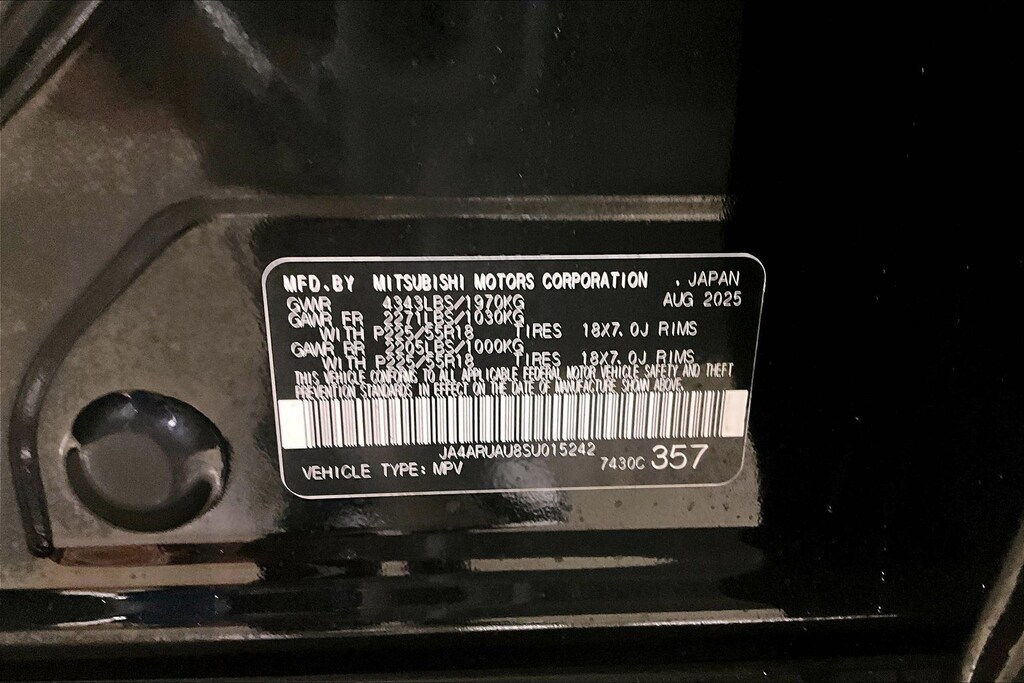 MFD.BY MITSUBISHI MOTORS CORPORATION . JAPAN
AUG 2025
GVWR 4343LBS/1970KG
GAWR FR 2271LBS/1030KG
WITH P225/55R18 TIRES 18X7.0J RIMS
GAWR RR 2205LBS/1000KG
WITH P225/55R18 TIRES 18X7.0J RIMS
THIS VEHICLE CONFORMS TO ALL APPLICABLE FEDERAL MOTOR VEHICLE SAFETY AND THEFT
PREVENTION STANDARDS IN EFFECT ON THE DATE OF MANUFACTURE SHOWN ABOVE.
JA4ARUAU8SU015242
VEHICLE TYPE: MPV 7430C 357